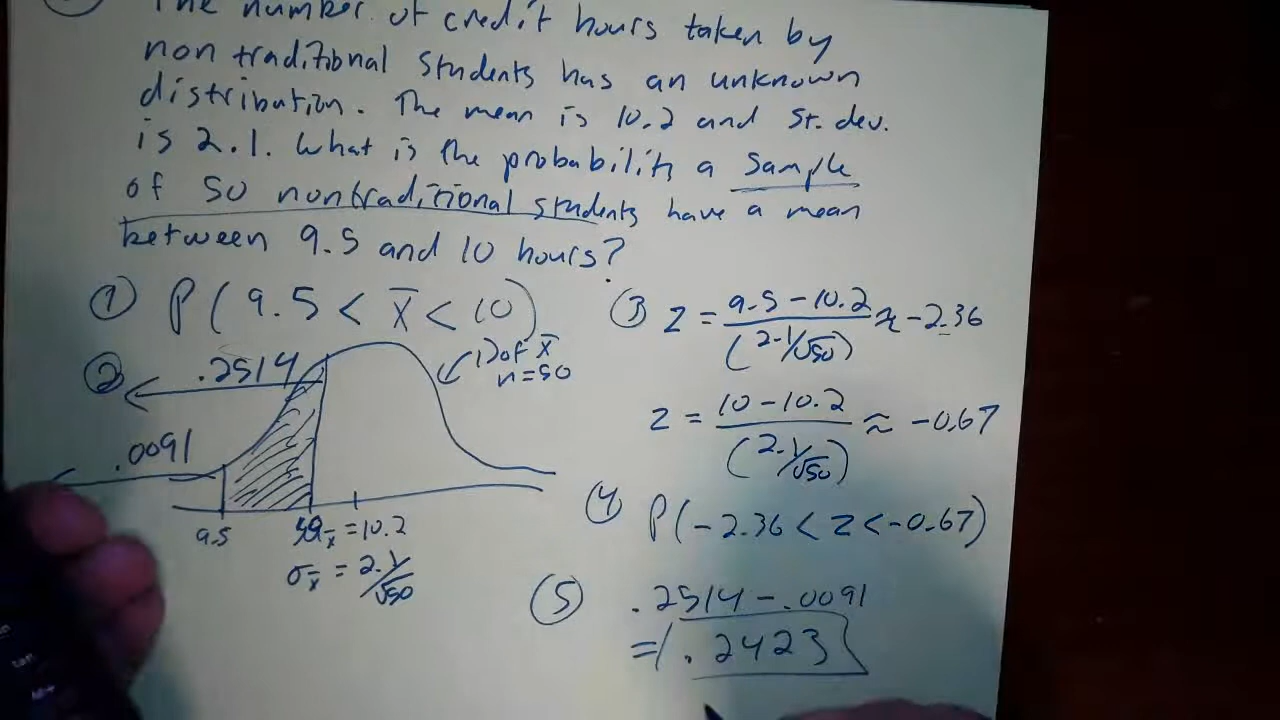 The number of credit hours taken by
non traditional students has an unknown
distribution. The mean is 10.2 and St. dev.
is 2.1. What is the probability a sample
of 50 nontraditional students have a mean
between 9.5 and 10 hours?
① P(9.5 < x̄ < 10)
② .2514
D of x̄
n=50
.0091
9.5
x̄ = 10.2
σx̄ = 2.1/√50
③ z = (9.5 - 10.2)/(2.1/√50) ≈ -2.36
z = (10 - 10.2)/(2.1/√50) ≈ -0.67
④ P(-2.36 < z < -0.67)
⑤ .2514 - .0091
= .2423